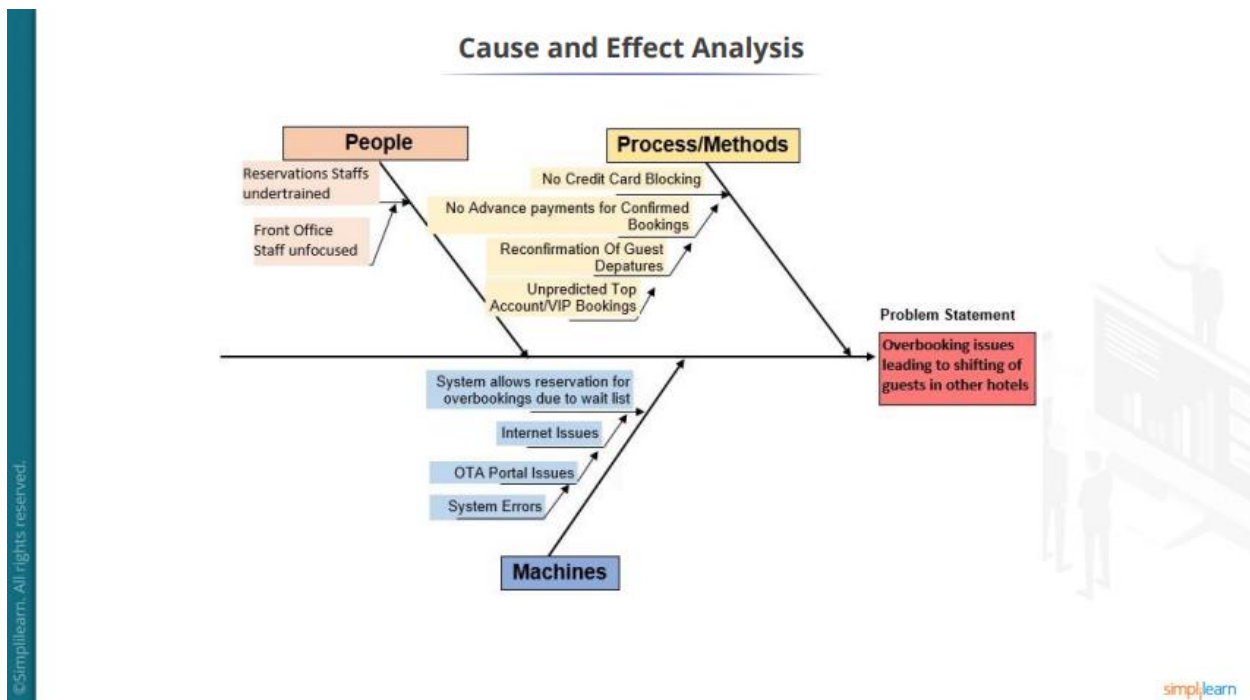 Cause and Effect Analysis
People
Process/Methods
Reservations Staffs
undertrained
Front Office
Staff unfocused
No Credit Card Blocking
No Advance payments for Confirmed
Bookings
Reconfirmation Of Guest
Depatures
Unpredicted Top
Account/VIP Bookings
Problem Statement
Overbooking issues
leading to shifting of
guests in other hotels
System allows reservation for
overbookings due to wait list
Internet Issues
OTA Portal Issues
System Errors
Machines
©Simplilearn. All rights reserved.
simplilearn